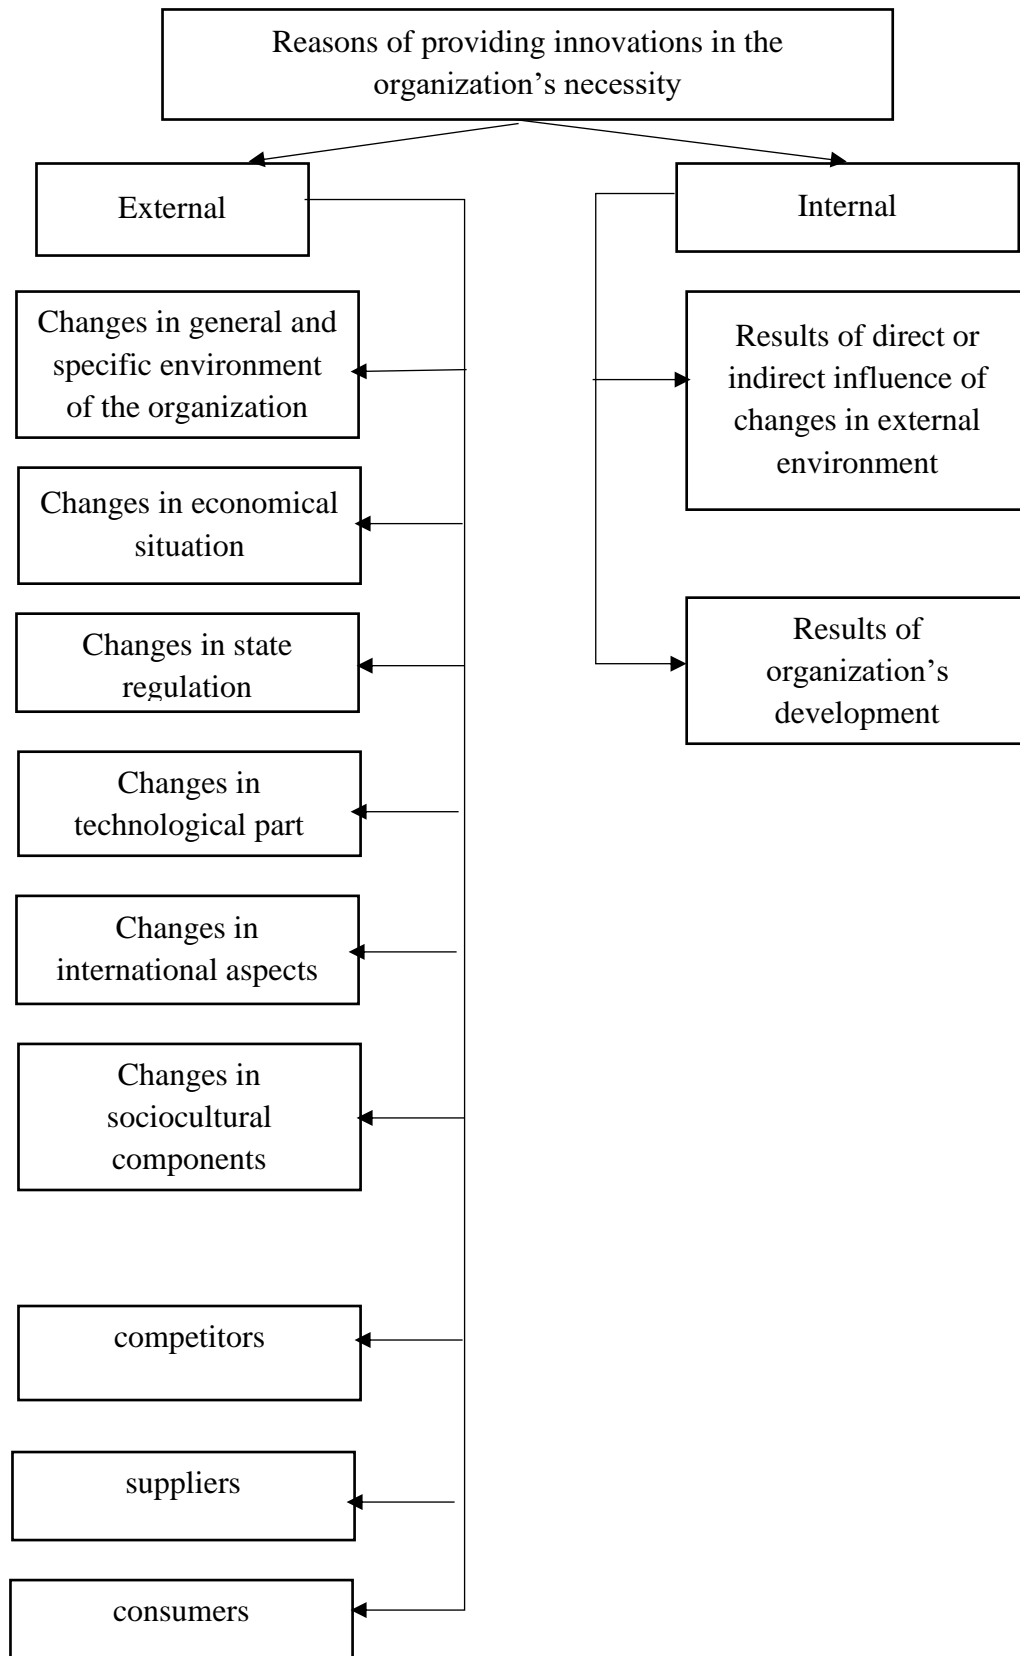 Reasons of providing innovations in the
organization’s necessity
External
Internal
Changes in general and
specific environment
of the organization
Results of direct or
indirect influence of
changes in external
environment
Changes in economical
situation
Changes in state
regulation
Results of
organization’s
development
Changes in
technological part
Changes in
international aspects
Changes in
sociocultural
components
competitors
suppliers
consumers